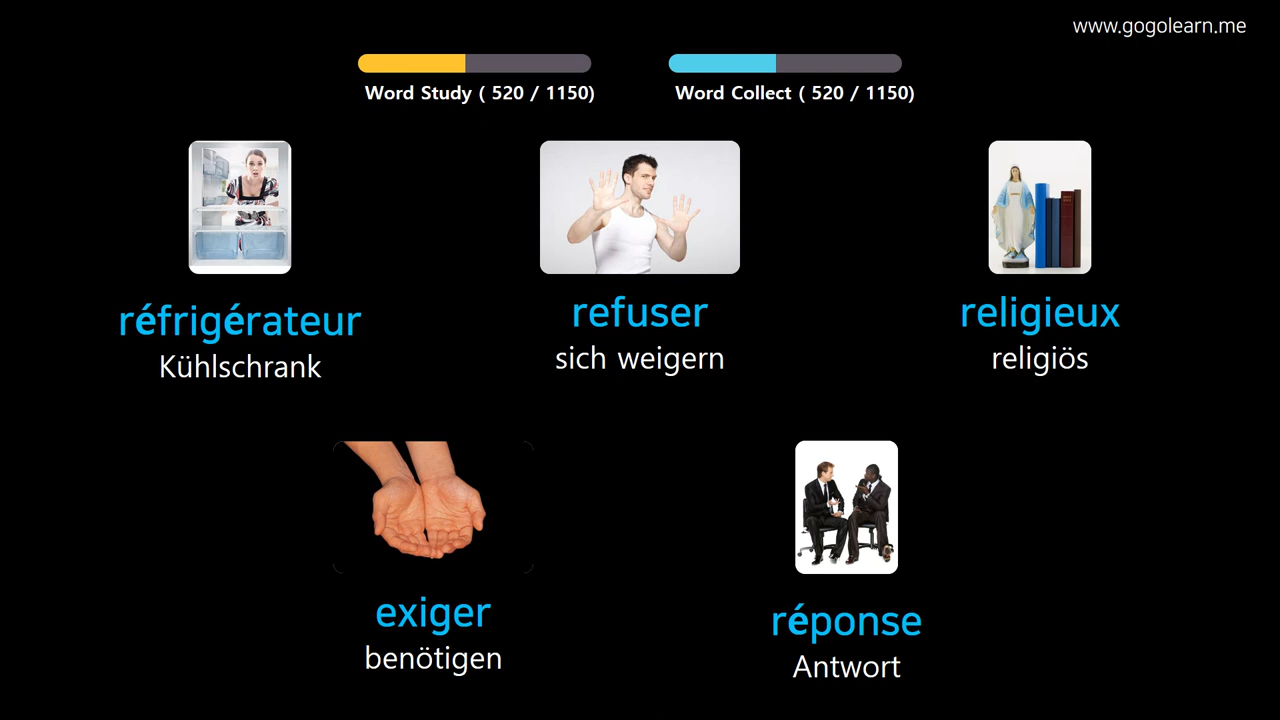 www.gogolearn.me
Word Study ( 520 / 1150)
Word Collect ( 520 / 1150)
réfrigérateur
Kühlschrank
refuser
sich weigern
religieux
religiös
exiger
benötigen
réponse
Antwort